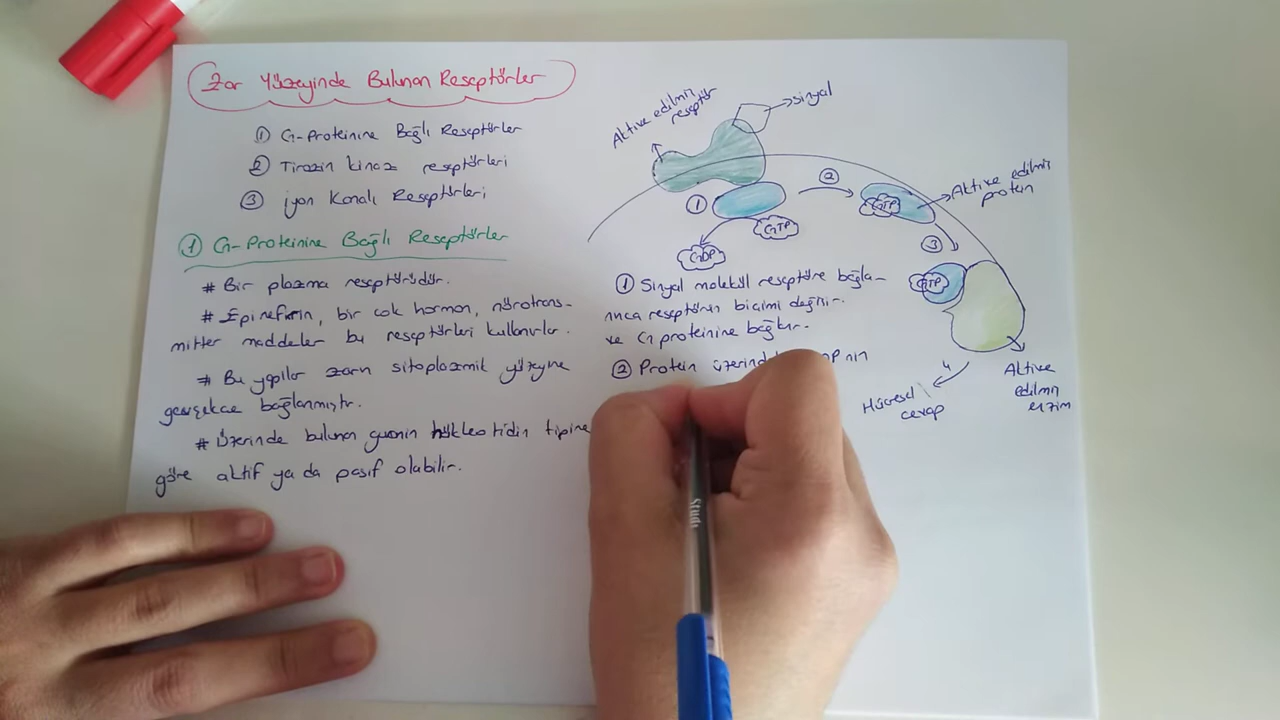 Zar Yüzeyinde Bulunan Reseptörler
① G-Proteinine Bağlı Reseptörler
② Tirozin kinaz reseptörleri
③ iyon Kanalı Reseptörleri
① G-Proteinine Bağlı Reseptörler
# Bir plazma reseptörüdür.
# Epinefrin, bir çok hormon, nörotrans-
mitter maddeler bu reseptörleri kullanırlar.
# Bu yapılar zarın sitoplazmik yüzeyine
gevşekçe bağlanmıştır.
# Üzerinde bulunan guanin nükleotidin tipine
göre aktif ya da pasif olabilir.
Aktive edilmiş
reseptör
sinyal
①
GTP
GDP
②
GTP
Aktive edilmiş
protein
③
GTP
4
Hücresel
cevap
Aktive
edilmiş
enzim
① Sinyal molekül reseptöre bağla-
nınca reseptörün biçimi değişir.
ve G proteinine bağlanır.
② Protein nin
Studi